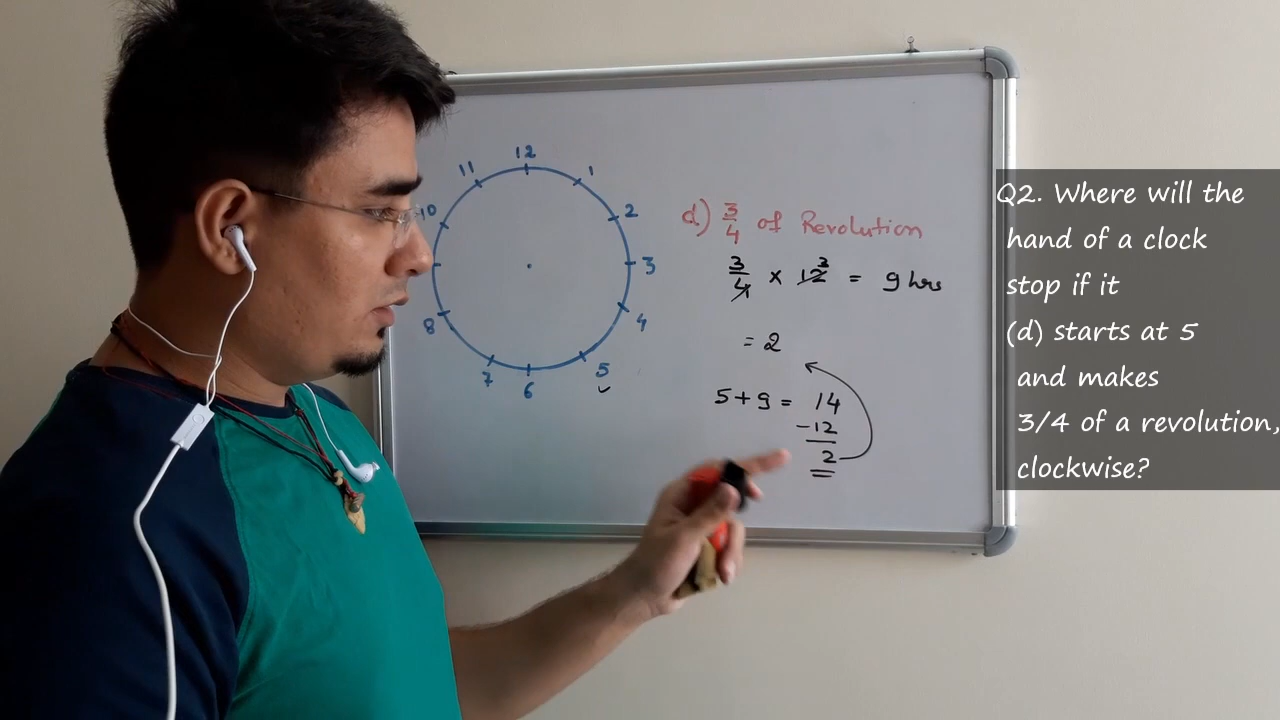 12
11
1
10
2
3
8
4
7
5
6
d) 3/4 of Revolution
3/4 × 12 3 = 9 hrs
= 2
5 + 9 = 14
-12
2
Q2. Where will the
hand of a clock
stop if it
(d) starts at 5
and makes
3/4 of a revolution,
clockwise?